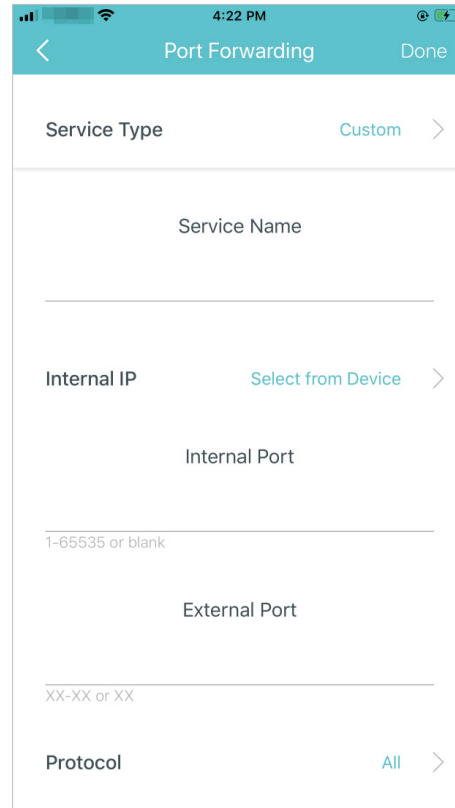 4:22 PM
Port Forwarding
Done
Service Type
Custom
Service Name
Internal IP
Select from Device
Internal Port
1-65535 or blank
External Port
XX-XX or XX
Protocol
All